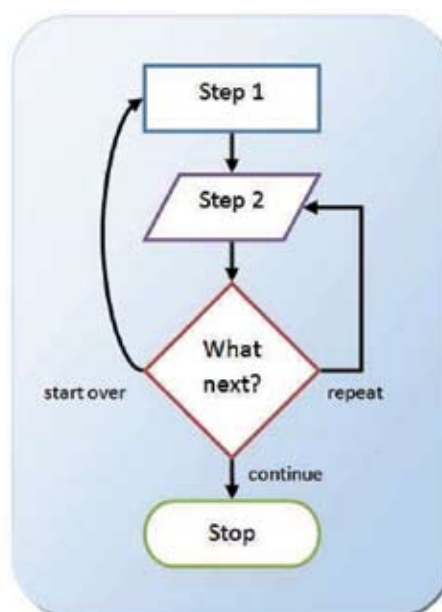 Step 1
Step 2
What
next?
start over
repeat
continue
Stop